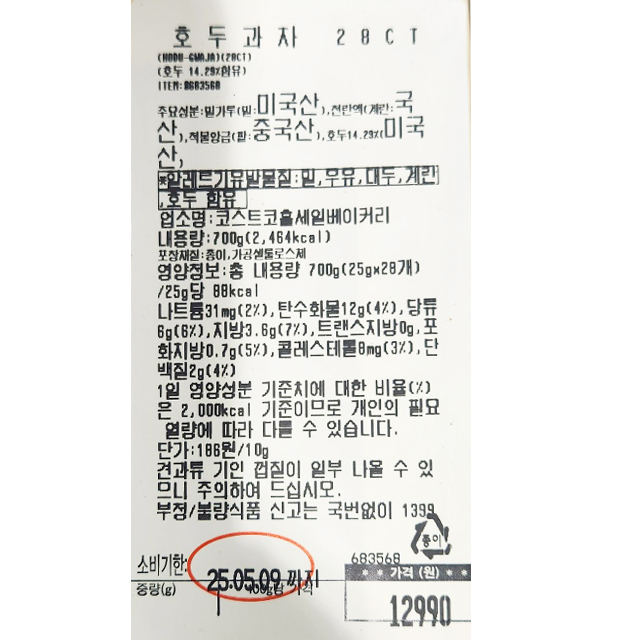 호두과자 28CT
(HODU-GWAJA)(28CT)
(호두 14.29%함유)
ITEM:#683568
주요성분:밀가루(밀:미국산),전란액(계란:국
산),적물앙금(팥:중국산),호두14.29%(미국
산)
※알레르기유발물질:밀,우유,대두,계란
,호두 함유
업소명:코스트코홀세일베이커리
내용량:700g(2,464kcal)
포장재질:종이,가공셀룰로스제
영양정보:총 내용량 700g(25gx28개)
/25g당 88kcal
나트륨31mg(2%),탄수화물12g(4%),당류
6g(6%),지방3.6g(7%),트랜스지방0g,포
화지방0.7g(5%),콜레스테롤8mg(3%),단
백질2g(4%)
1일 영양성분 기준치에 대한 비율(%)
은 2,000kcal 기준이므로 개인의 필요
열량에 따라 다를 수 있습니다.
단가:186원/10g
견과류 기인 껍질이 일부 나올 수 있
으니 주의하여 드십시오.
부정/불량식품 신고는 국번없이 1399
종이
소비기한: 25.05.09 까지
683568
중량(g) 100g당 가격
**가격 (원)**
12990